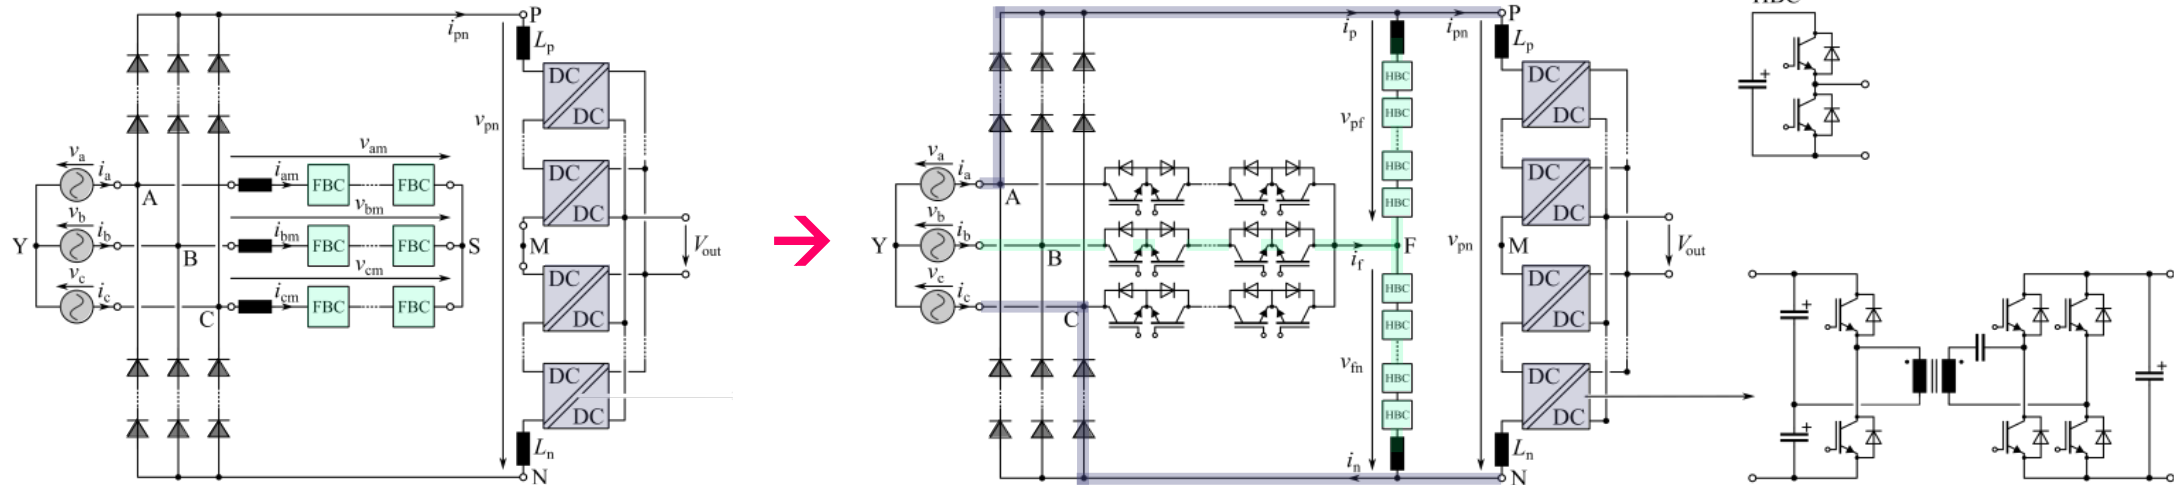 P
i_pn
L_p
DC
DC
v_pn
DC
DC
v_a
i_a
A
v_am
i_am
FBC
FBC
v_b
i_b
B
v_bm
i_bm
FBC
FBC
Y
S
M
V_out
v_c
i_c
C
v_cm
i_cm
FBC
FBC
DC
DC
DC
DC
L_n
N
P
i_p
i_pn
L_p
HBC
HBC
HBC
HBC
v_pf
DC
DC
DC
DC
v_a
i_a
A
v_b
i_b
B
Y
i_f
F
v_pn
M
V_out
v_c
i_c
C
HBC
HBC
HBC
HBC
v_fn
DC
DC
DC
DC
i_n
L_n
N
HBC
+
+
+
+